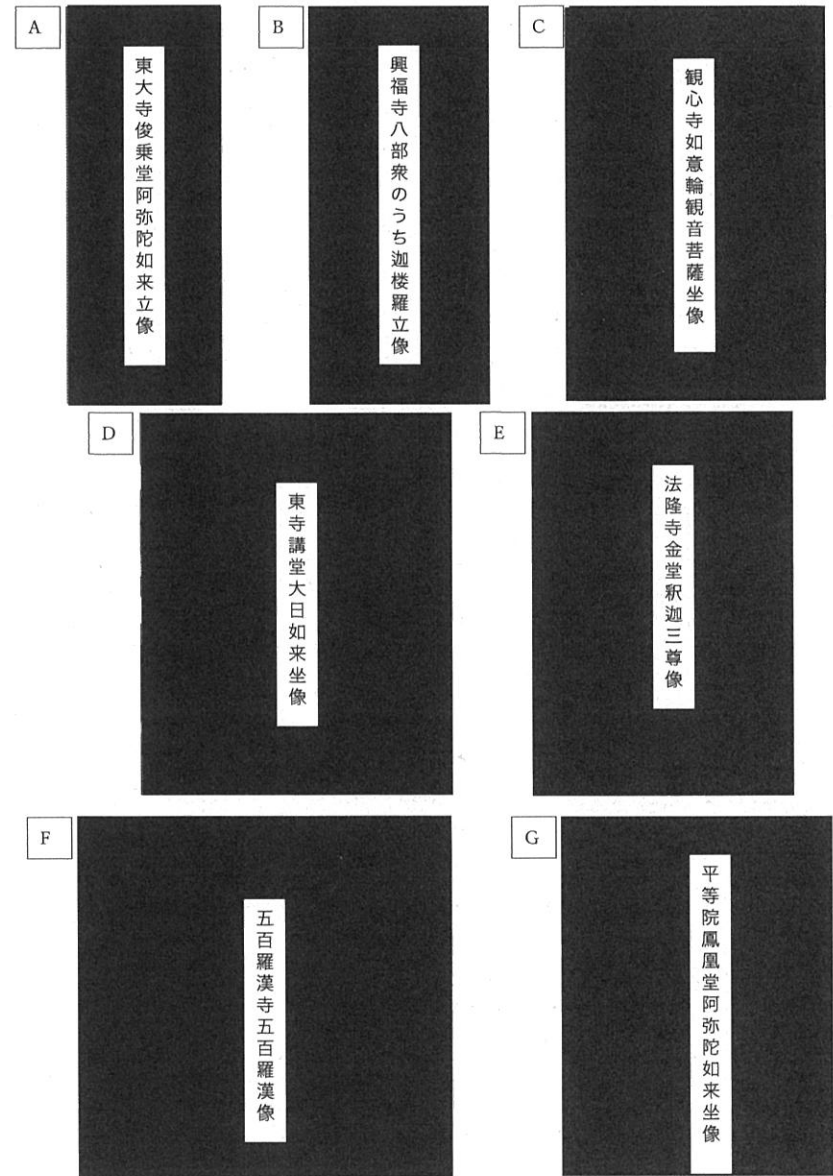 A
東大寺俊乗堂阿弥陀如来立像
B
興福寺八部衆のうち迦楼羅立像
C
観心寺如意輪観音菩薩坐像
D
東寺講堂大日如来坐像
E
法隆寺金堂釈迦三尊像
F
五百羅漢寺五百羅漢像
G
平等院鳳凰堂阿弥陀如来坐像